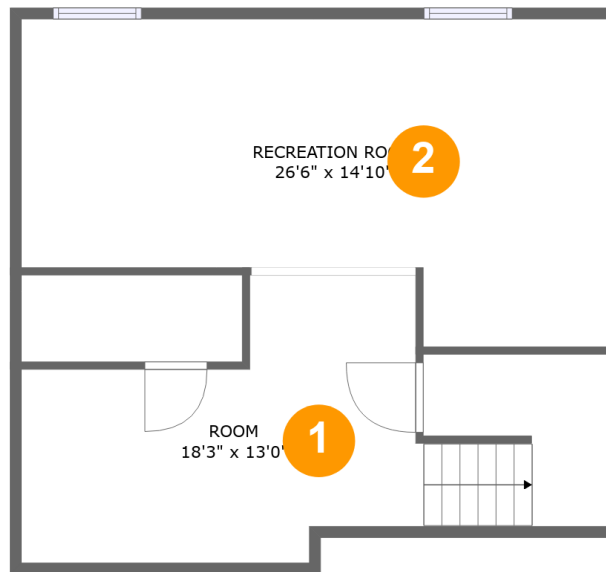 RECREATION
26'6" x 14'10"
2
ROOM
18'3" x 13'0"
1